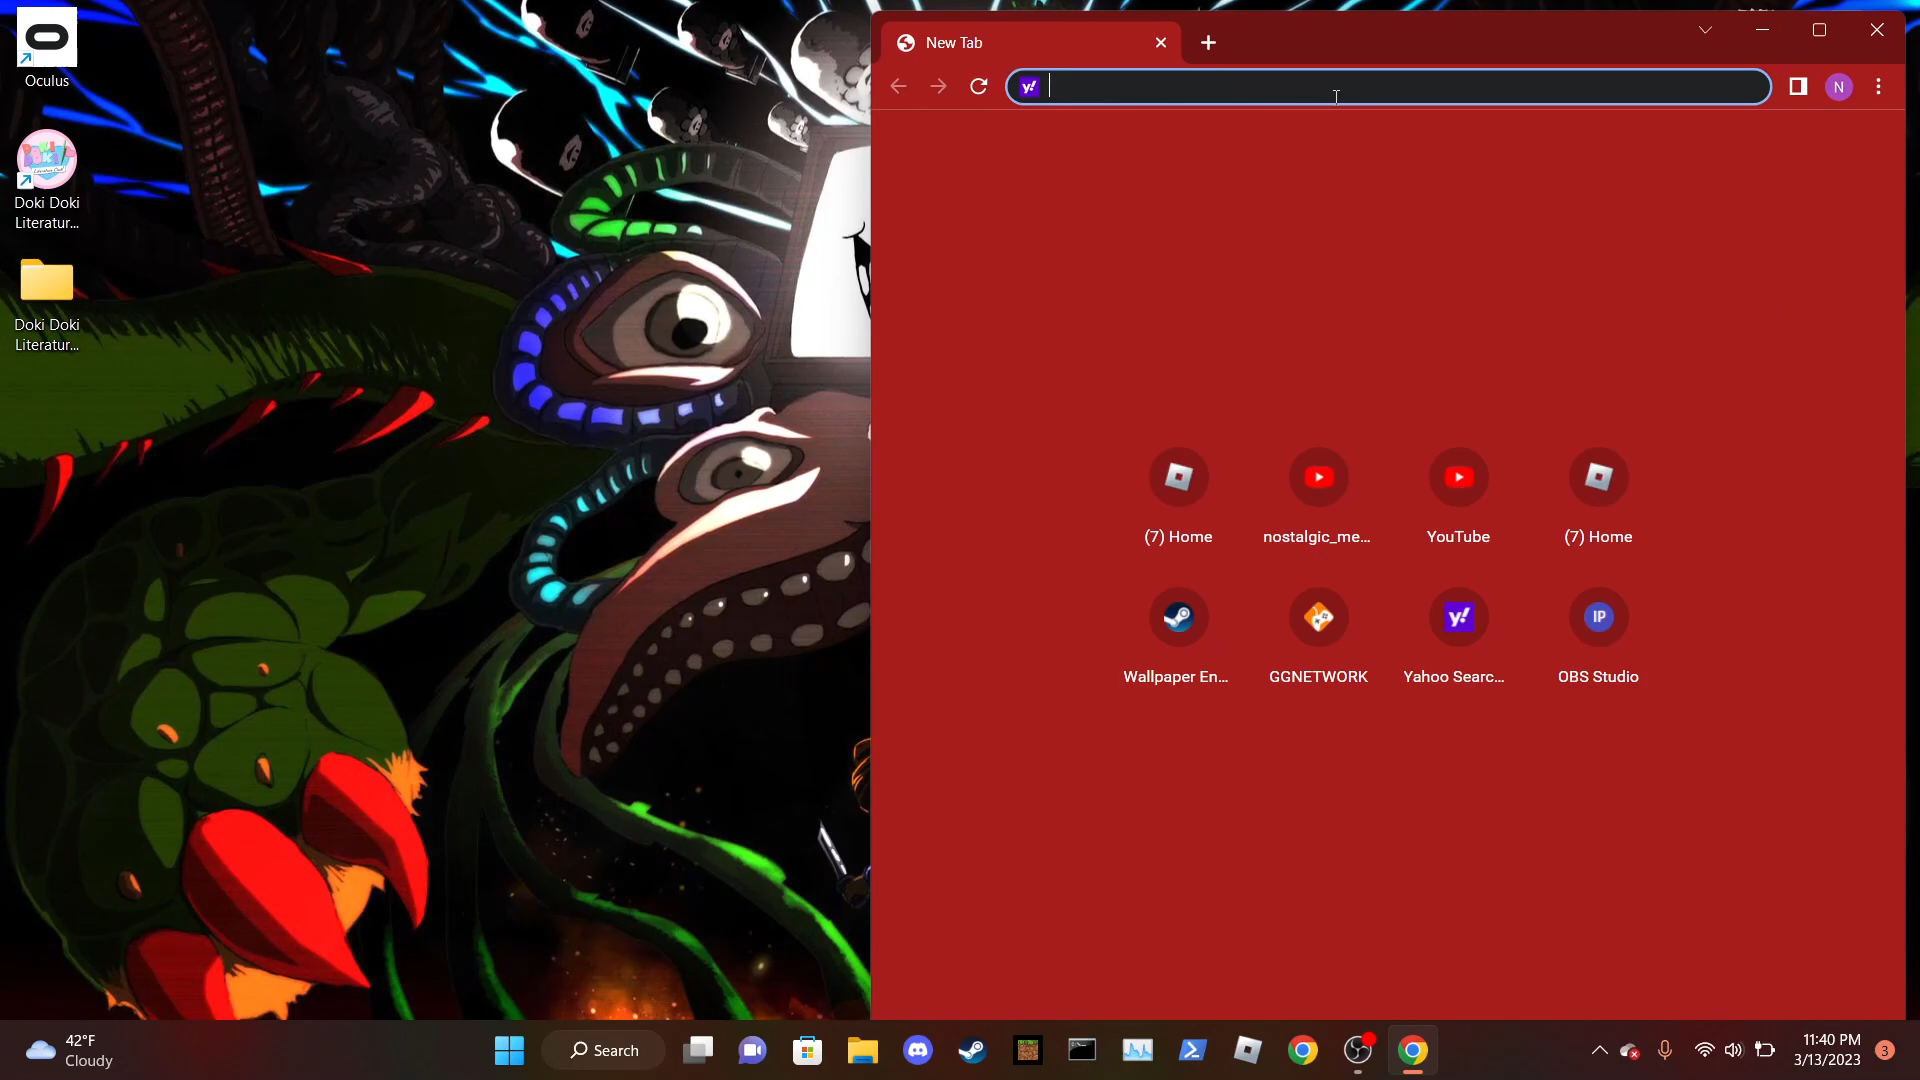 Oculus
Doki Doki
Literatur...
Doki Doki
Literatur...
New Tab
y!
N
(7) Home
nostalgic_me...
YouTube
(7) Home
y!
IP
Wallpaper En...
GGNETWORK
Yahoo Searc...
OBS Studio
42°F
Cloudy
Search
11:40 PM
3/13/2023
3